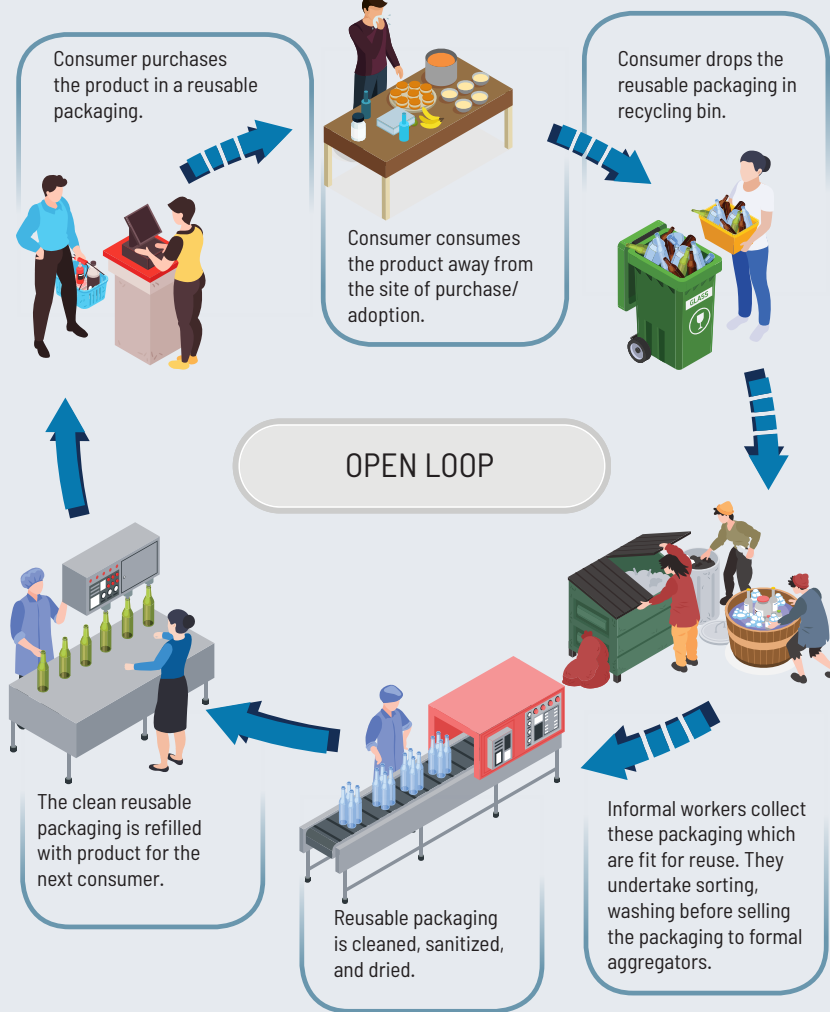 Consumer purchases
the product in a reusable
packaging.
Consumer consumes
the product away from
the site of purchase/
adoption.
Consumer drops the
reusable packaging in
recycling bin.
GLASS
OPEN LOOP
Informal workers collect
these packaging which
are fit for reuse. They
undertake sorting,
washing before selling
the packaging to formal
aggregators.
Reusable packaging
is cleaned, sanitized,
and dried.
The clean reusable
packaging is refilled
with product for the
next consumer.